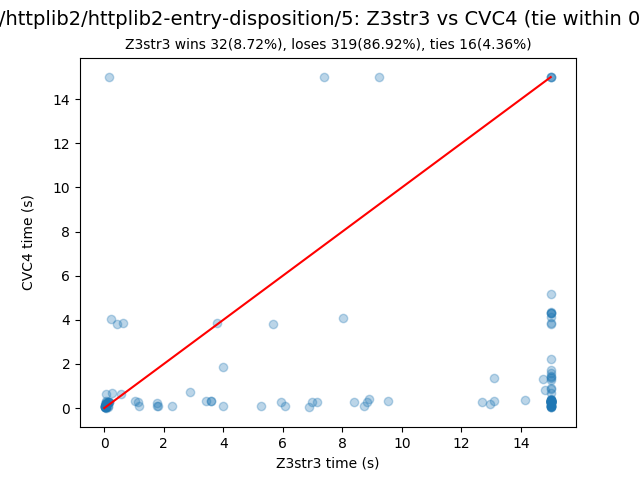 /httplib2/httplib2-entry-disposition/5: Z3str3 vs CVC4 (tie within 0
Z3str3 wins 32(8.72%), loses 319(86.92%), ties 16(4.36%)
14
12
10
8
6
4
2
0
CVC4 time (s)
0 2 4 6 8 10 12 14
Z3str3 time (s)